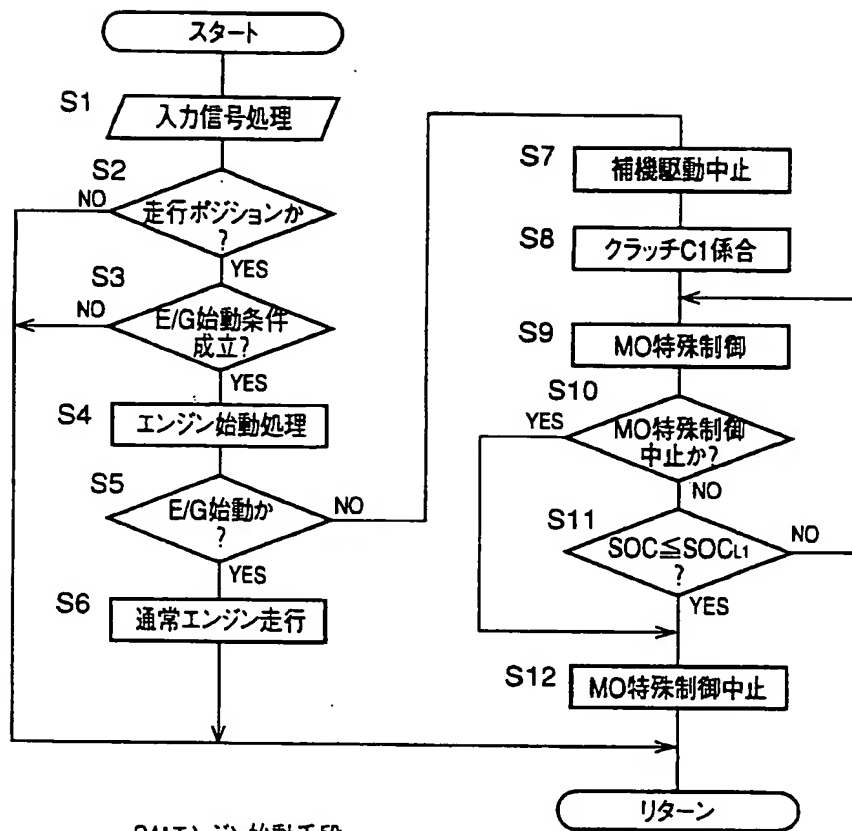 スタート
S1
入力信号処理
S2
NO
走行ポジションか
?
YES
S3
NO
E/G始動条件
成立?
YES
S4
エンジン始動処理
S5
E/G始動か
?
NO
YES
S6
通常エンジン走行
S7
補機駆動中止
S8
クラッチC1係合
S9
MO特殊制御
S10
YES
MO特殊制御
中止か?
NO
S11
SOC≦SOCL1
?
NO
YES
S12
MO特殊制御中止
リターン